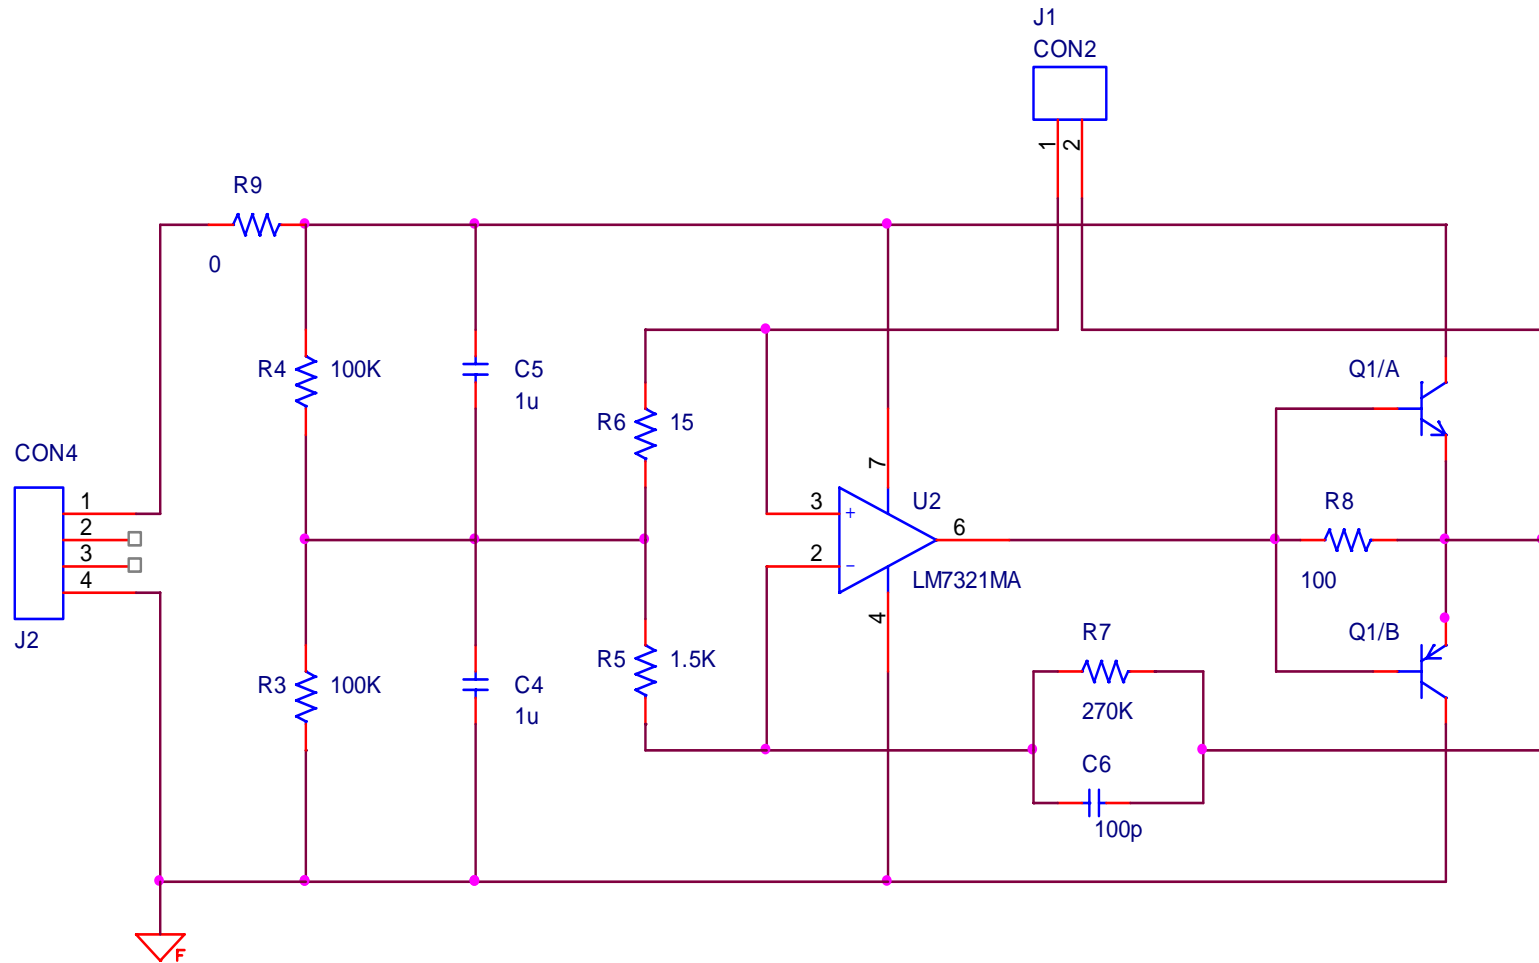 J1
CON2
1
2
R9
0
R4
100K
C5
1u
R6
15
Q1/A
CON4
1
2
3
4
J2
7
3
+
U2
6
2
−
LM7321MA
4
R8
100
R3
100K
C4
1u
R5
1.5K
R7
270K
C6
100p
Q1/B
F